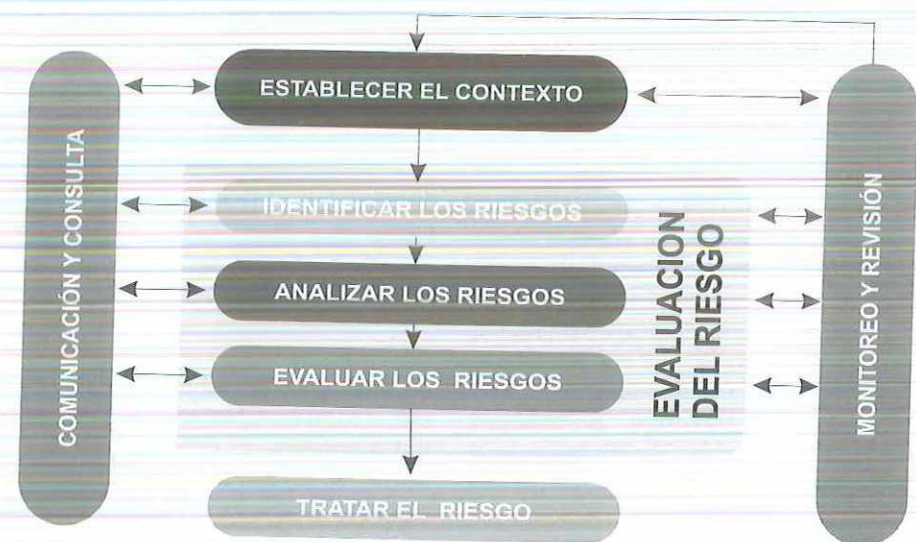 ESTABLECER EL CONTEXTO
COMUNICACIÓN Y CONSULTA
IDENTIFICAR LOS RIESGOS
ANALIZAR LOS RIESGOS
EVALUAR LOS RIESGOS
EVALUACION
DEL RIESGO
MONITOREO Y REVISIÓN
TRATAR EL RIESGO